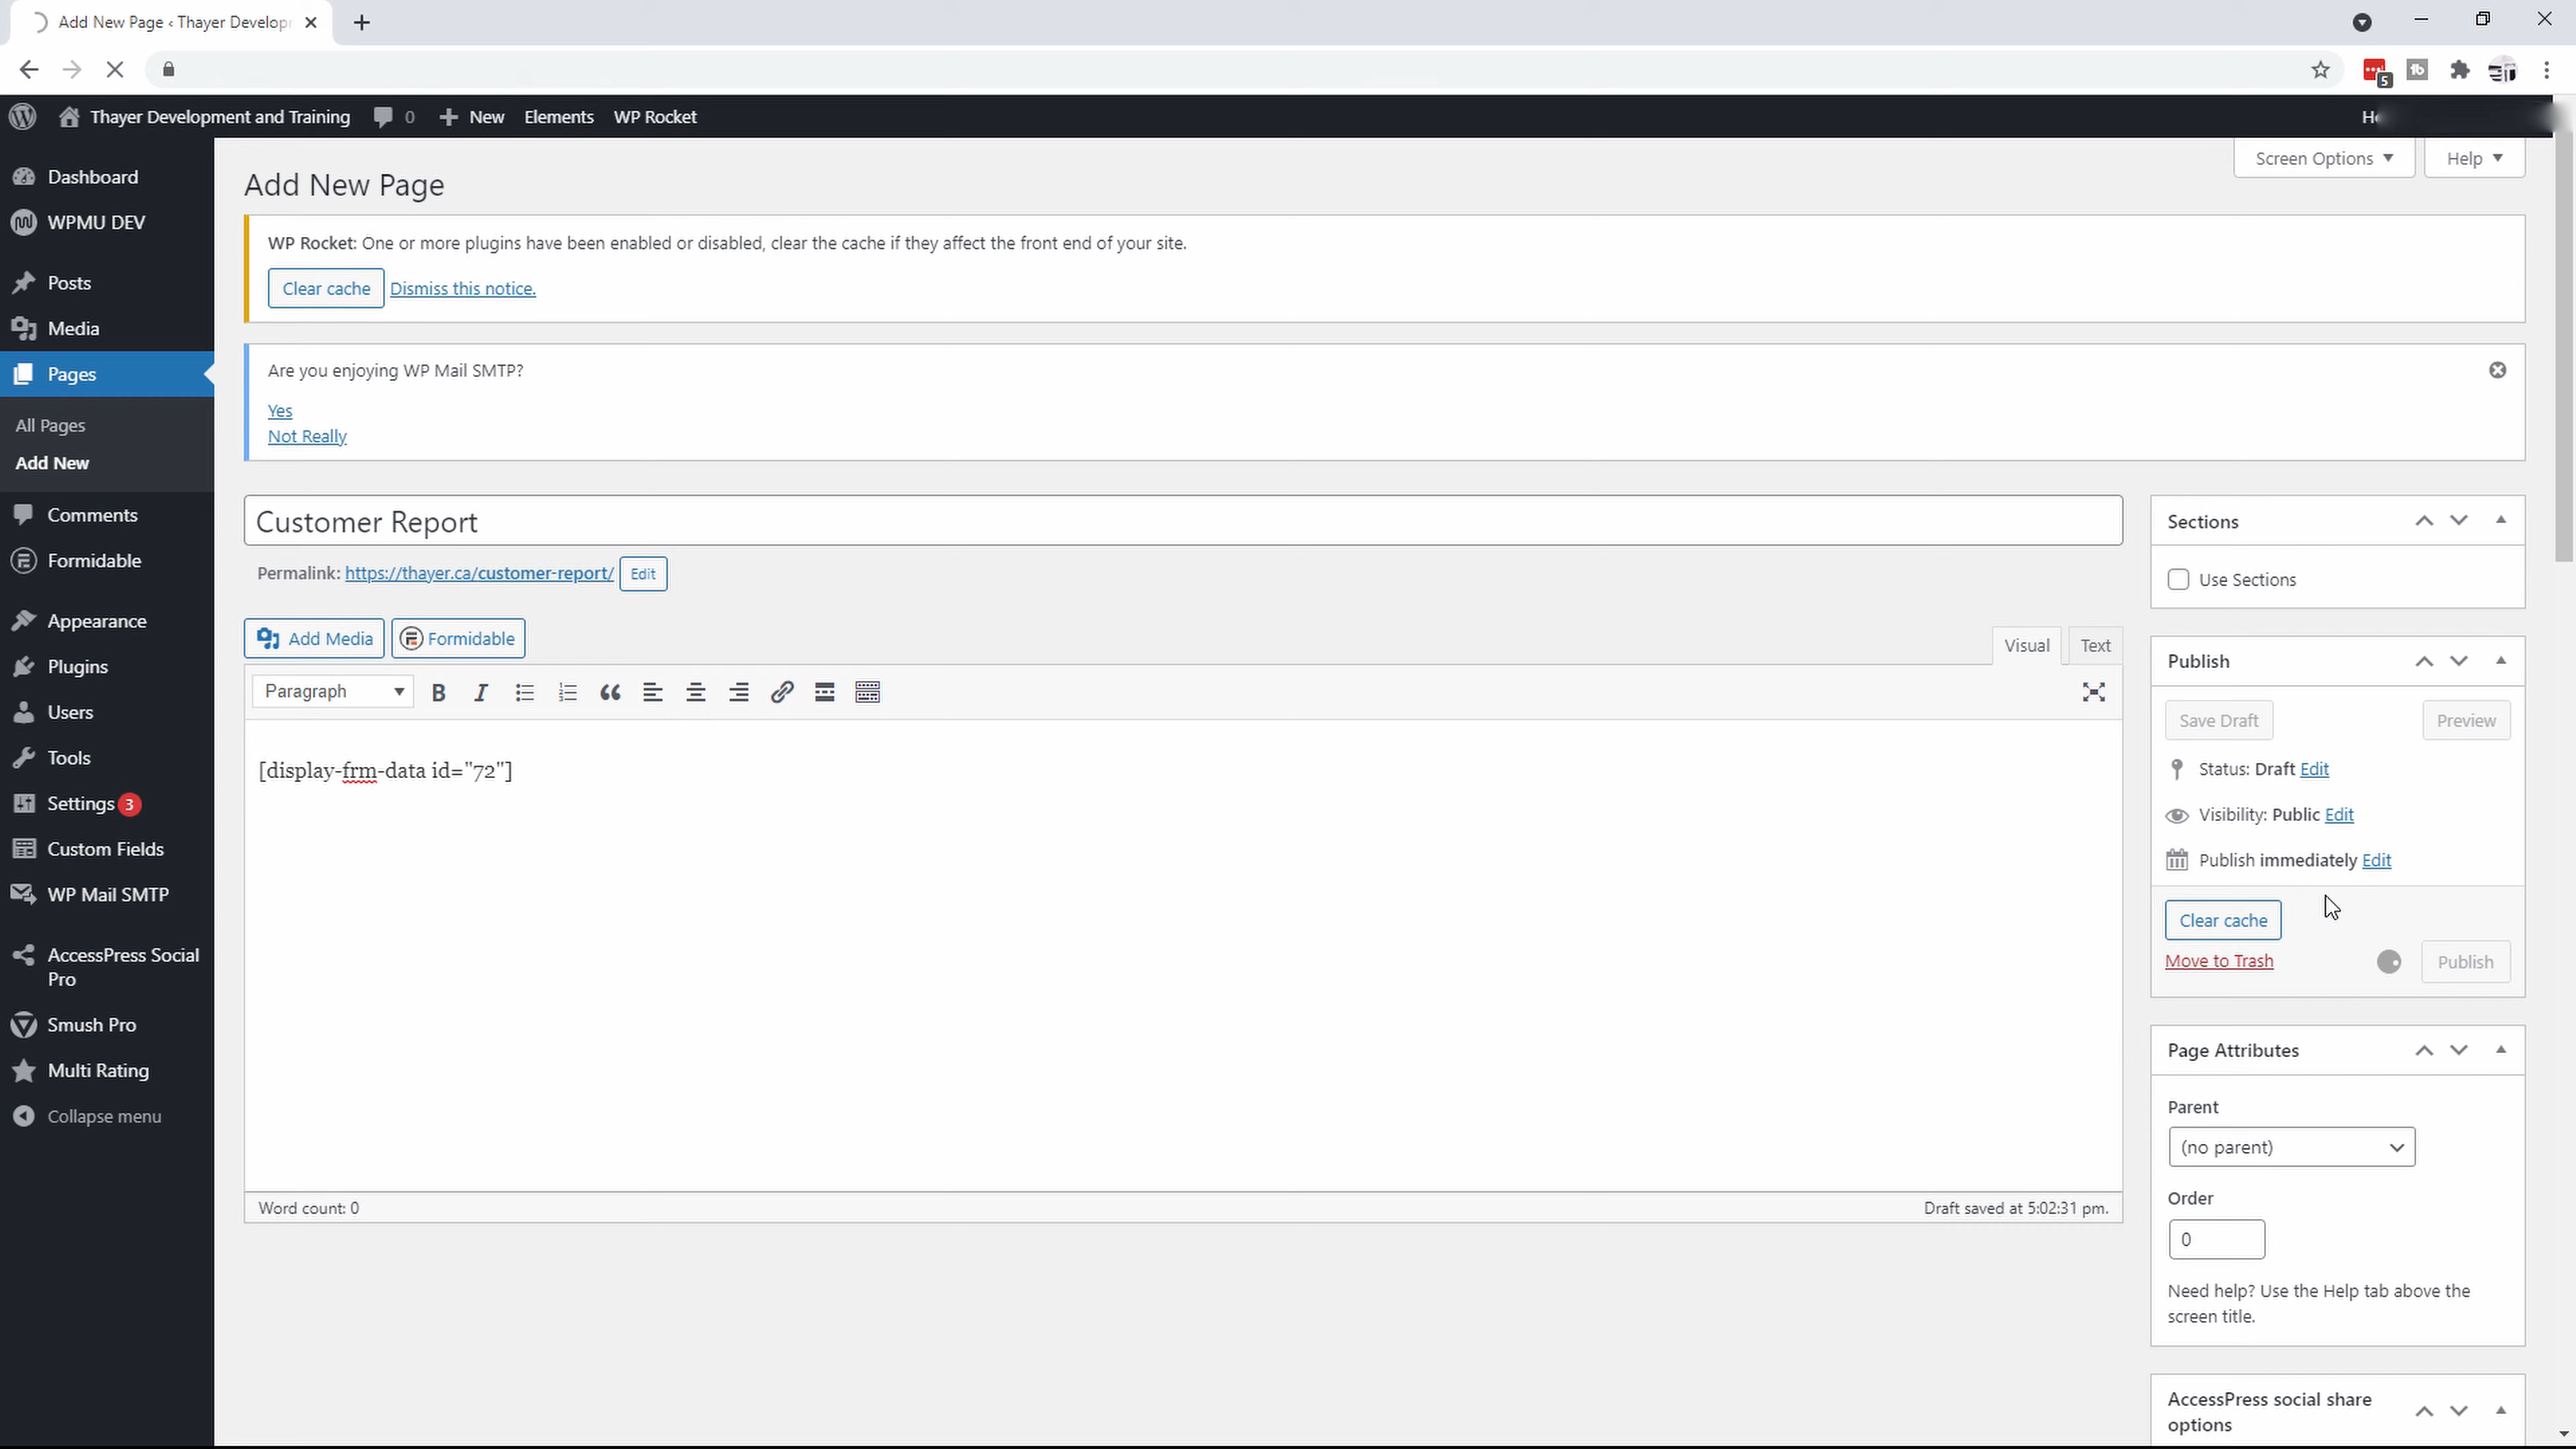 Add New Page ‹ Thayer Develop
5
Thayer Development and Training 0 New Elements WP Rocket
Screen Options Help
Dashboard
WPMU DEV
Posts
Media
Pages
All Pages
Add New
Comments
Formidable
Appearance
Plugins
Users
Tools
Settings 3
Custom Fields
WP Mail SMTP
AccessPress Social
Pro
Smush Pro
Multi Rating
Collapse menu
Add New Page
WP Rocket: One or more plugins have been enabled or disabled, clear the cache if they affect the front end of your site.
Clear cache Dismiss this notice.
Are you enjoying WP Mail SMTP?
Yes
Not Really
Customer Report
Permalink: https://thayer.ca/customer-report/ Edit
Add Media Formidable
Visual Text
Paragraph
[display-frm-data id="72"]
Word count: 0
Draft saved at 5:02:31 pm.
Sections
Use Sections
Publish
Save Draft Preview
Status: Draft Edit
Visibility: Public Edit
Publish immediately Edit
Clear cache
Move to Trash Publish
Page Attributes
Parent
(no parent)
Order
0
Need help? Use the Help tab above the
screen title.
AccessPress social share
options